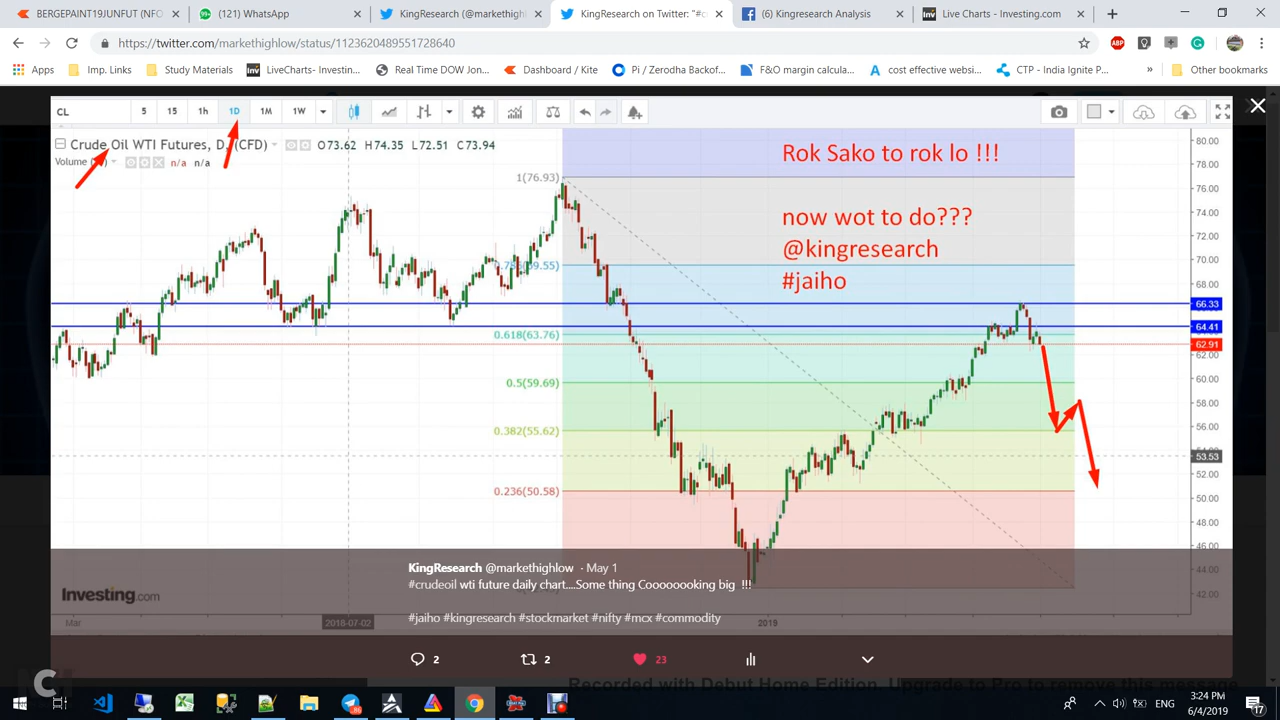 BERGEPAINT19JUNFUT (NFO
(121) WhatsApp
KingResearch (@markethighl
KingResearch on Twitter: "#c
(6) Kingresearch Analysis
Live Charts - Investing.com
https://twitter.com/markethighlow/status/1123620489551728640
Apps
Imp. Links
Study Materials
LiveCharts- Investin...
Real Time DOW Jon...
Dashboard / Kite
Pi / Zerodha Backof...
F&O margin calcula...
cost effective websi...
CTP - India Ignite P...
»
Other bookmarks
CL
5
15
1h
1D
1M
1W
Crude Oil WTI Futures, D, (CFD)
O73.62 H74.35 L72.51 C73.94
Volume
n/a n/a
Rok Sako to rok lo !!!
now wot to do???
@kingresearch
#jaiho
1(76.93)
0.618(63.76)
0.5(59.69)
0.382(55.62)
0.236(50.58)
80.00
78.00
76.00
74.00
72.00
70.00
68.00
66.33
64.41
62.91
62.00
60.00
58.00
56.00
53.53
52.00
50.00
48.00
46.00
44.00
42.00
Investing.com
Mar
2018-07-02
2019
KingResearch @markethighlow · May 1
#crudeoil wti future daily chart....Some thing Coooooooking big !!!
#jaiho #kingresearch #stockmarket #nifty #mcx #commodity
2
2
23
Recorded with Debut Home Edition. Upgrade to Pro to remove this message.
ENG
3:24 PM
6/4/2019
17